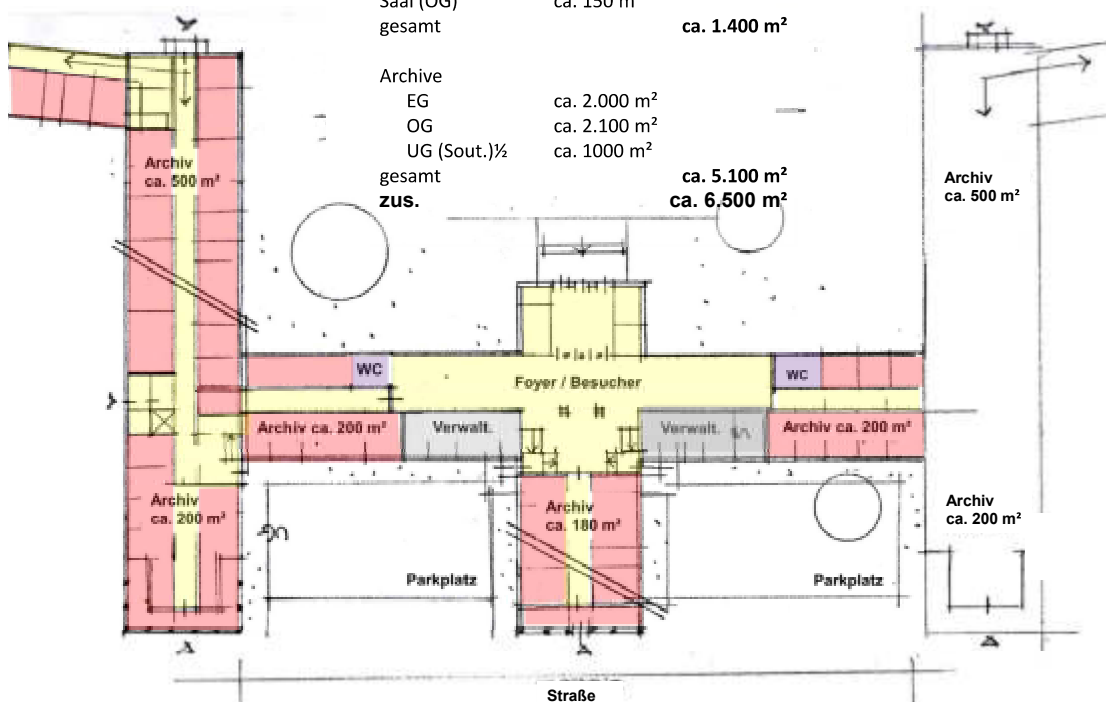 Saal (OG) ca. 150 m²
gesamt ca. 1.400 m²
Archive
EG ca. 2.000 m²
OG ca. 2.100 m²
UG (Sout.)½ ca. 1000 m²
gesamt ca. 5.100 m²
zus. ca. 6.500 m²
Archiv
ca. 500 m²
Archiv
ca. 500 m²
WC
Foyer / Besucher
WC
Archiv ca. 200 m²
Verwalt.
Verwalt.
Archiv ca. 200 m²
Archiv
ca. 200 m²
Archiv
ca. 180 m²
Archiv
ca. 200 m²
Parkplatz
Parkplatz
Straße